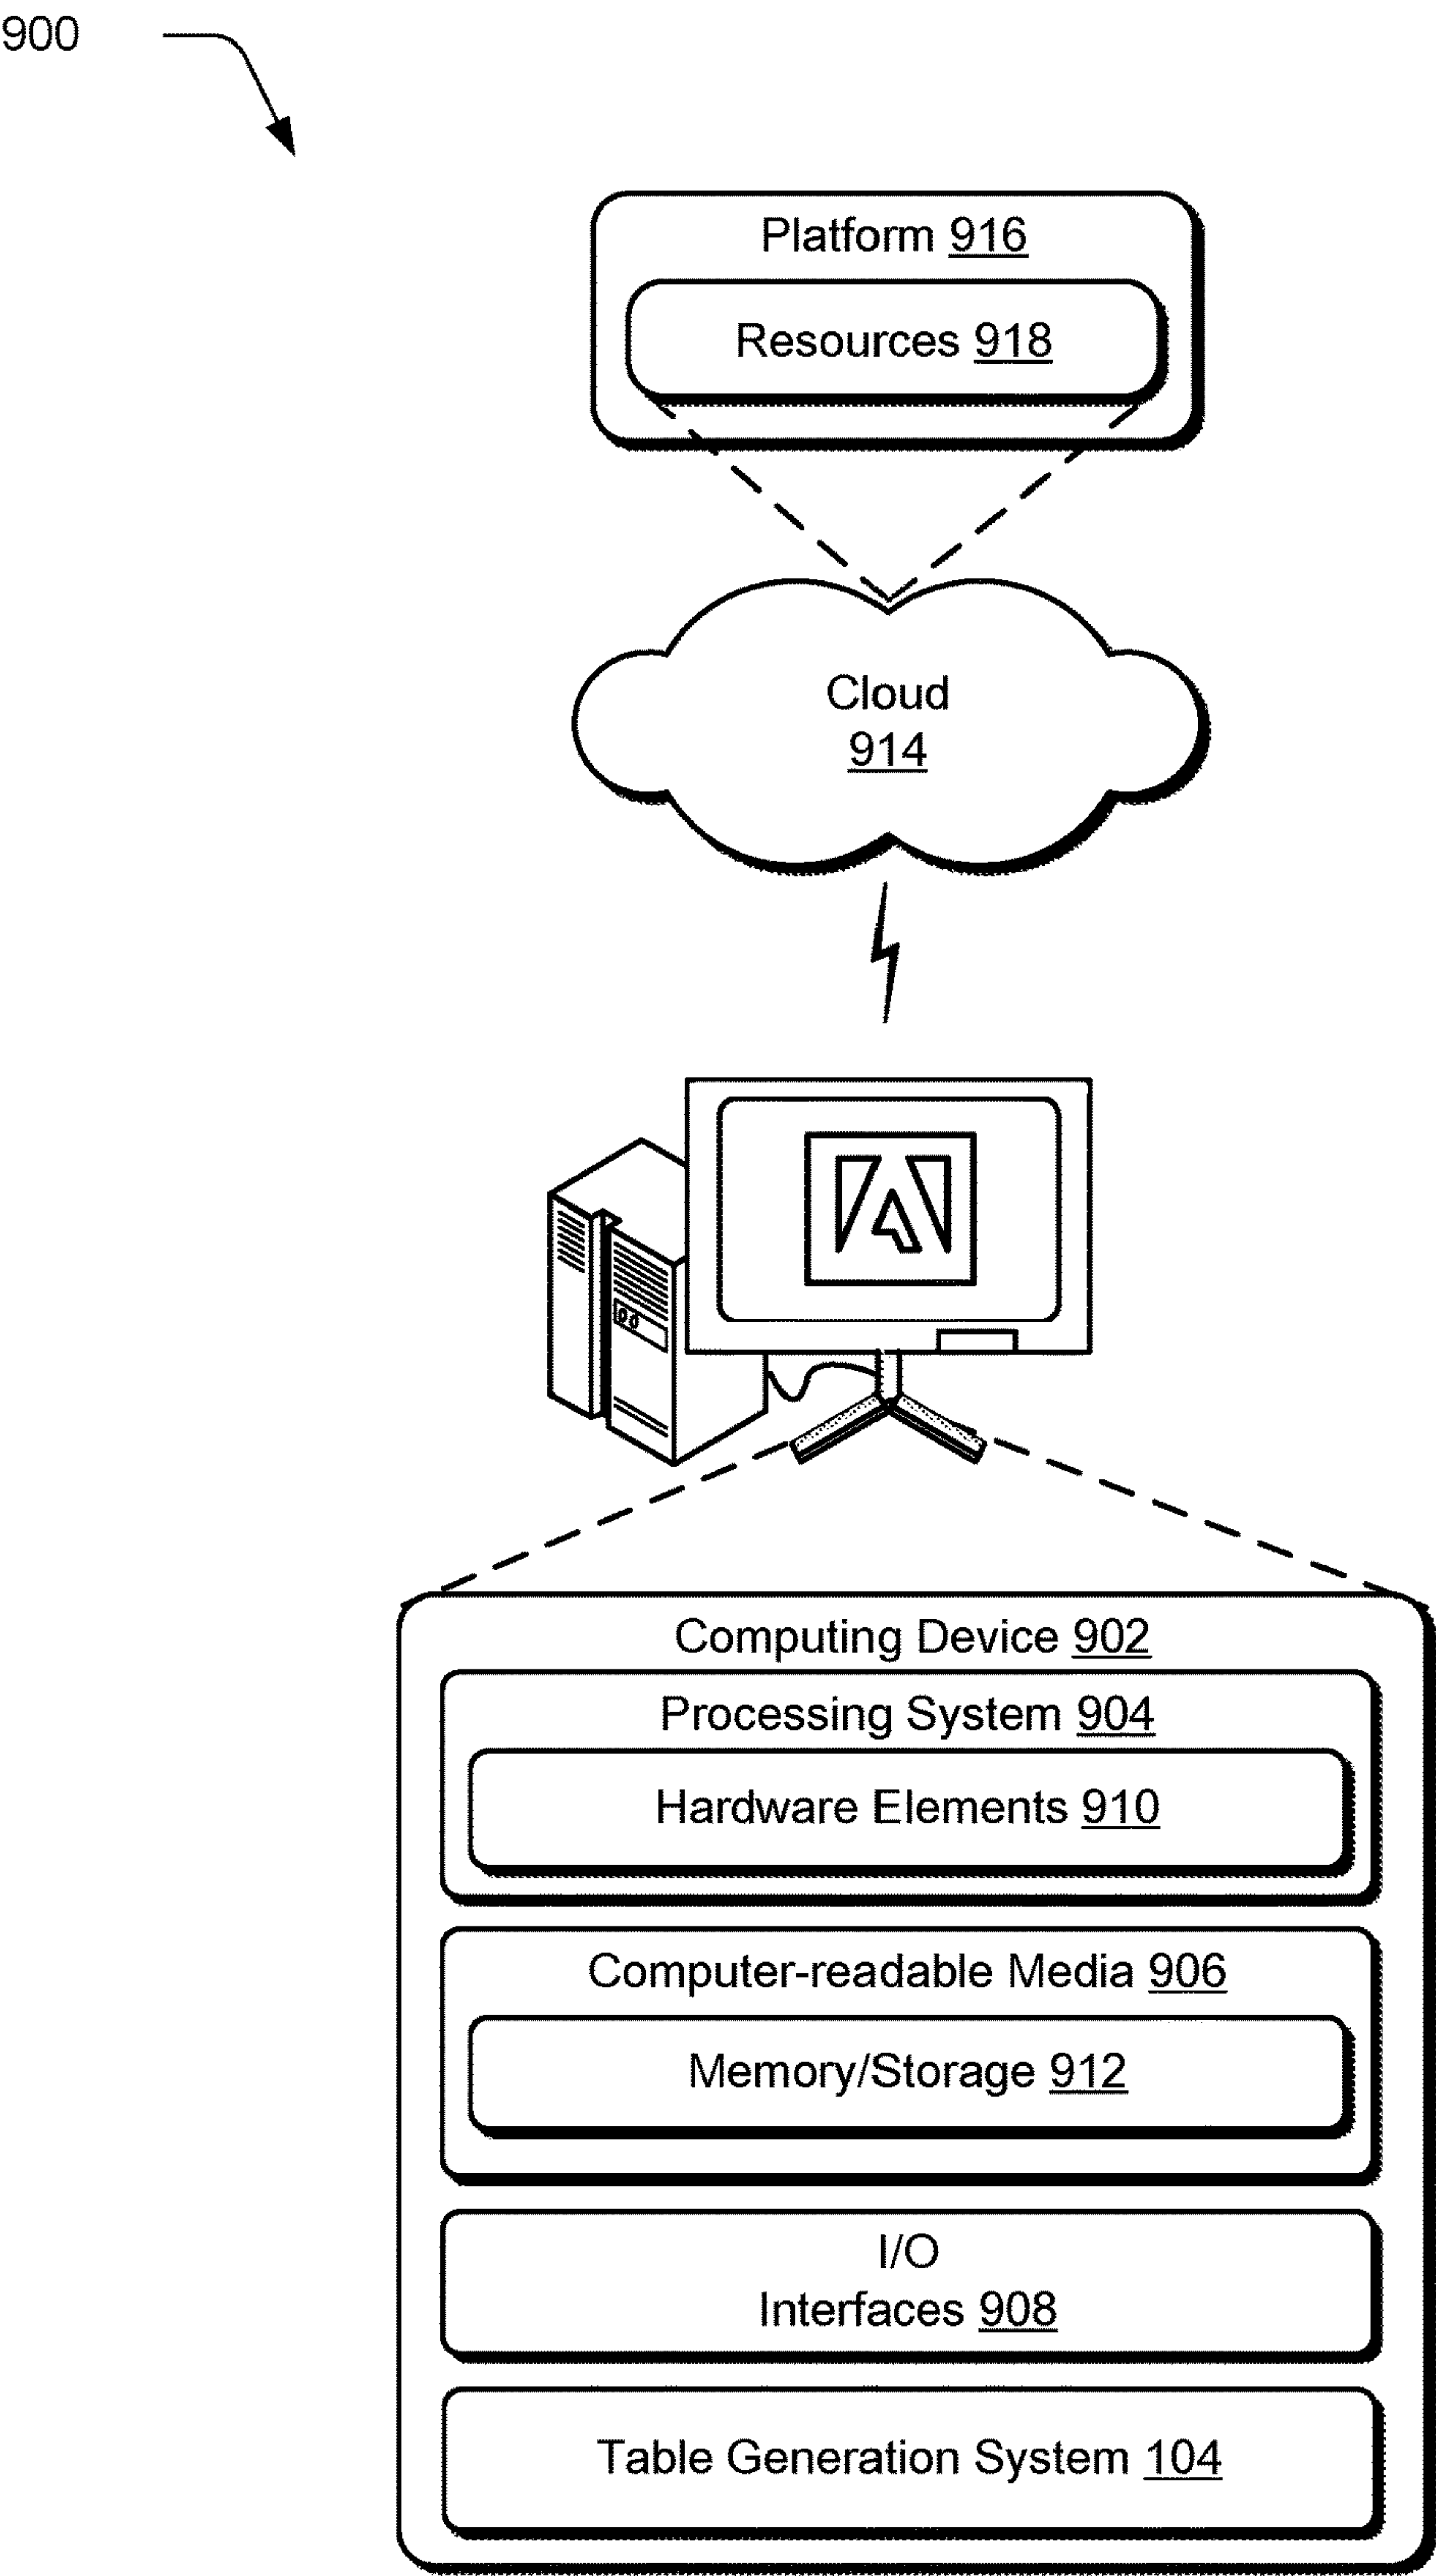 900
Platform 916
Resources 918
Cloud
914
Computing Device 902
Processing System 904
Hardware Elements 910
Computer-readable Media 906
Memory/Storage 912
I/O
Interfaces 908
Table Generation System 104